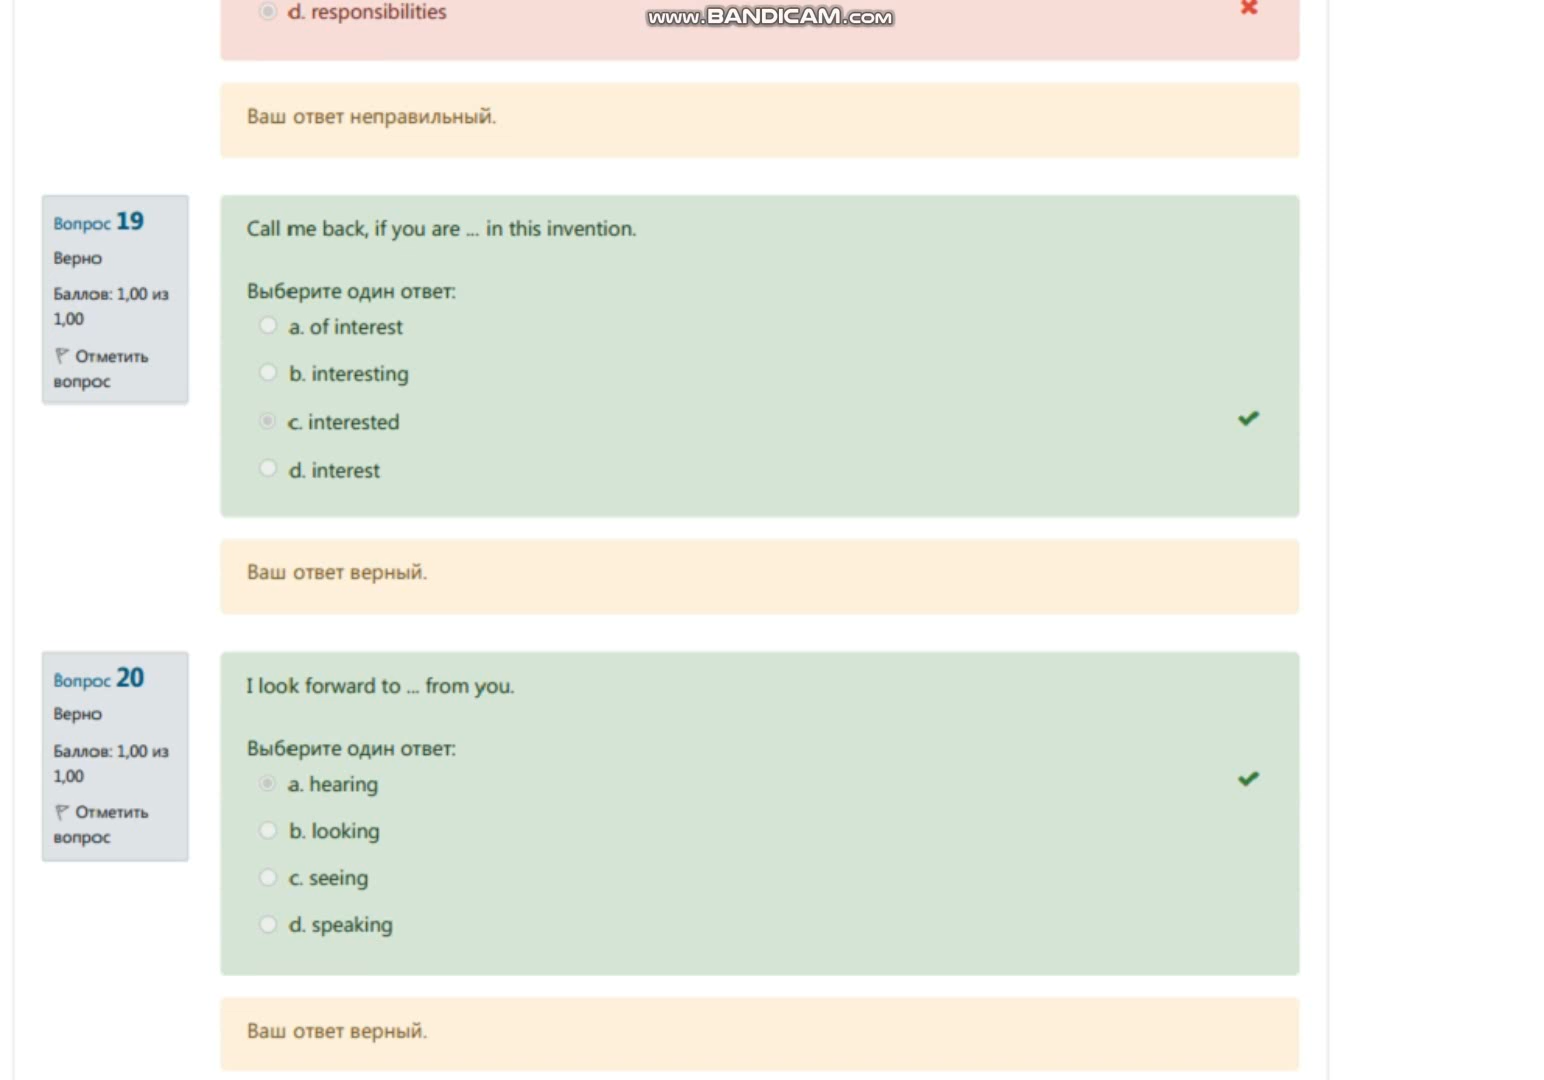 d. responsibilities
www.BANDICAM.com
Ваш ответ неправильный.
Вопрос 19
Верно
Баллов: 1,00 из
1,00
Отметить
вопрос
Call me back, if you are ... in this invention.
Выберите один ответ:
a. of interest
b. interesting
c. interested
d. interest
Ваш ответ верный.
Вопрос 20
Верно
Баллов: 1,00 из
1,00
Отметить
вопрос
I look forward to ... from you.
Выберите один ответ:
a. hearing
b. looking
c. seeing
d. speaking
Ваш ответ верный.